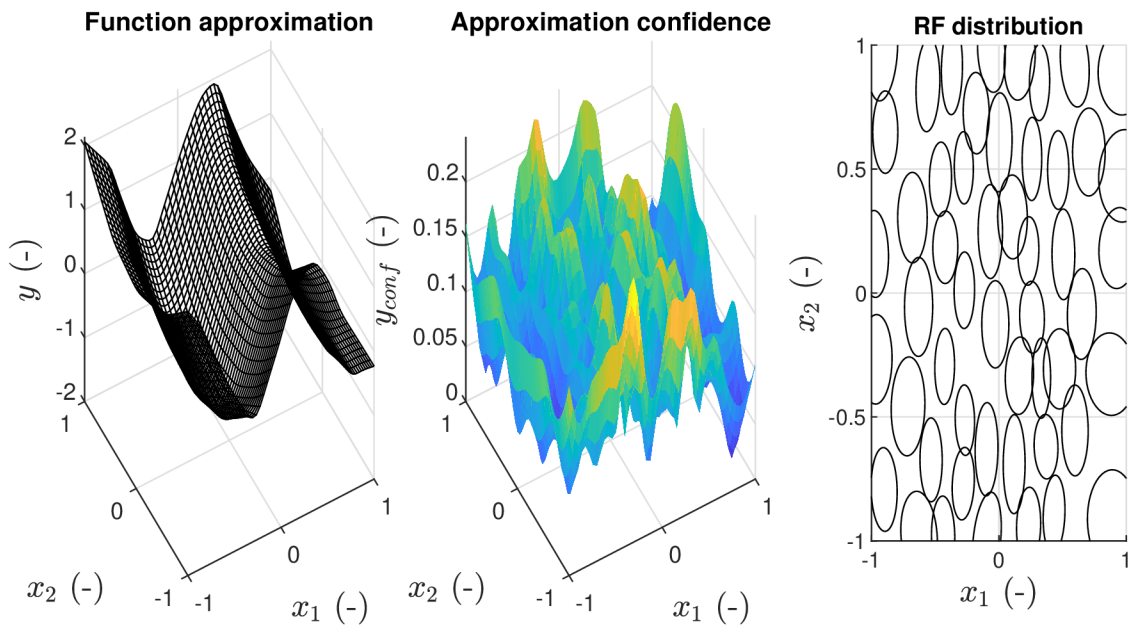 Function approximation
2
1
0
-1
-2
y (-)
1
0
-1
x₂ (-)
-1
0
1
x₁ (-)
Approximation confidence
0.2
0.15
0.1
0.05
0
y_conf (-)
1
0
-1
x₂ (-)
-1
0
1
x₁ (-)
RF distribution
1
0.5
0
-0.5
-1
x₂ (-)
-1
0
1
x₁ (-)